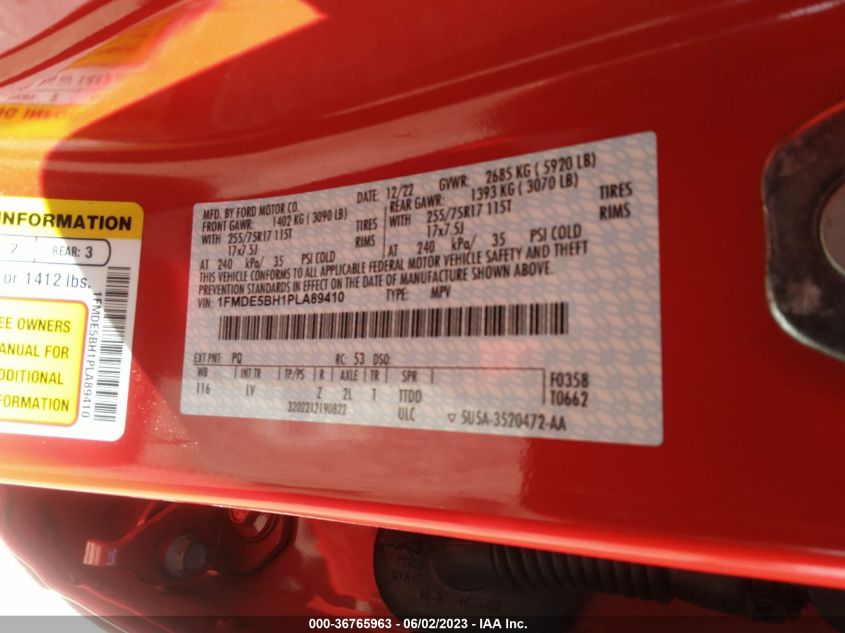 INFORMATION
2
REAR: 3
or 1412 lbs.
EE OWNERS
ANUAL FOR
DDITIONAL
FORMATION
1FMDE5BH1PLA89410
MFD. BY FORD MOTOR CO.
DATE: 12/22
GVWR: 2685 KG ( 5920 LB)
FRONT GAWR: 1402 KG ( 3090 LB)
REAR GAWR: 1393 KG ( 3070 LB)
WITH 255/75R17 115T TIRES
WITH 255/75R17 115T TIRES
17x7.5J RIMS
17x7.5J RIMS
AT 240 kPa/ 35 PSI COLD
AT 240 kPa/ 35 PSI COLD
THIS VEHICLE CONFORMS TO ALL APPLICABLE FEDERAL MOTOR VEHICLE SAFETY AND THEFT
PREVENTION STANDARDS IN EFFECT ON THE DATE OF MANUFACTURE SHOWN ABOVE.
VIN: 1FMDE5BH1PLA89410
TYPE: MPV
EXT PNT: PQ RC: 53 DSO:
WB INT TR TP/PS R AXLE TR SPR
116 LV Z 2L T TTDD
3202212190822 ULC
F0358
T0662
5U5A-3520472-AA
000-36765963 - 06/02/2023 - IAA Inc.